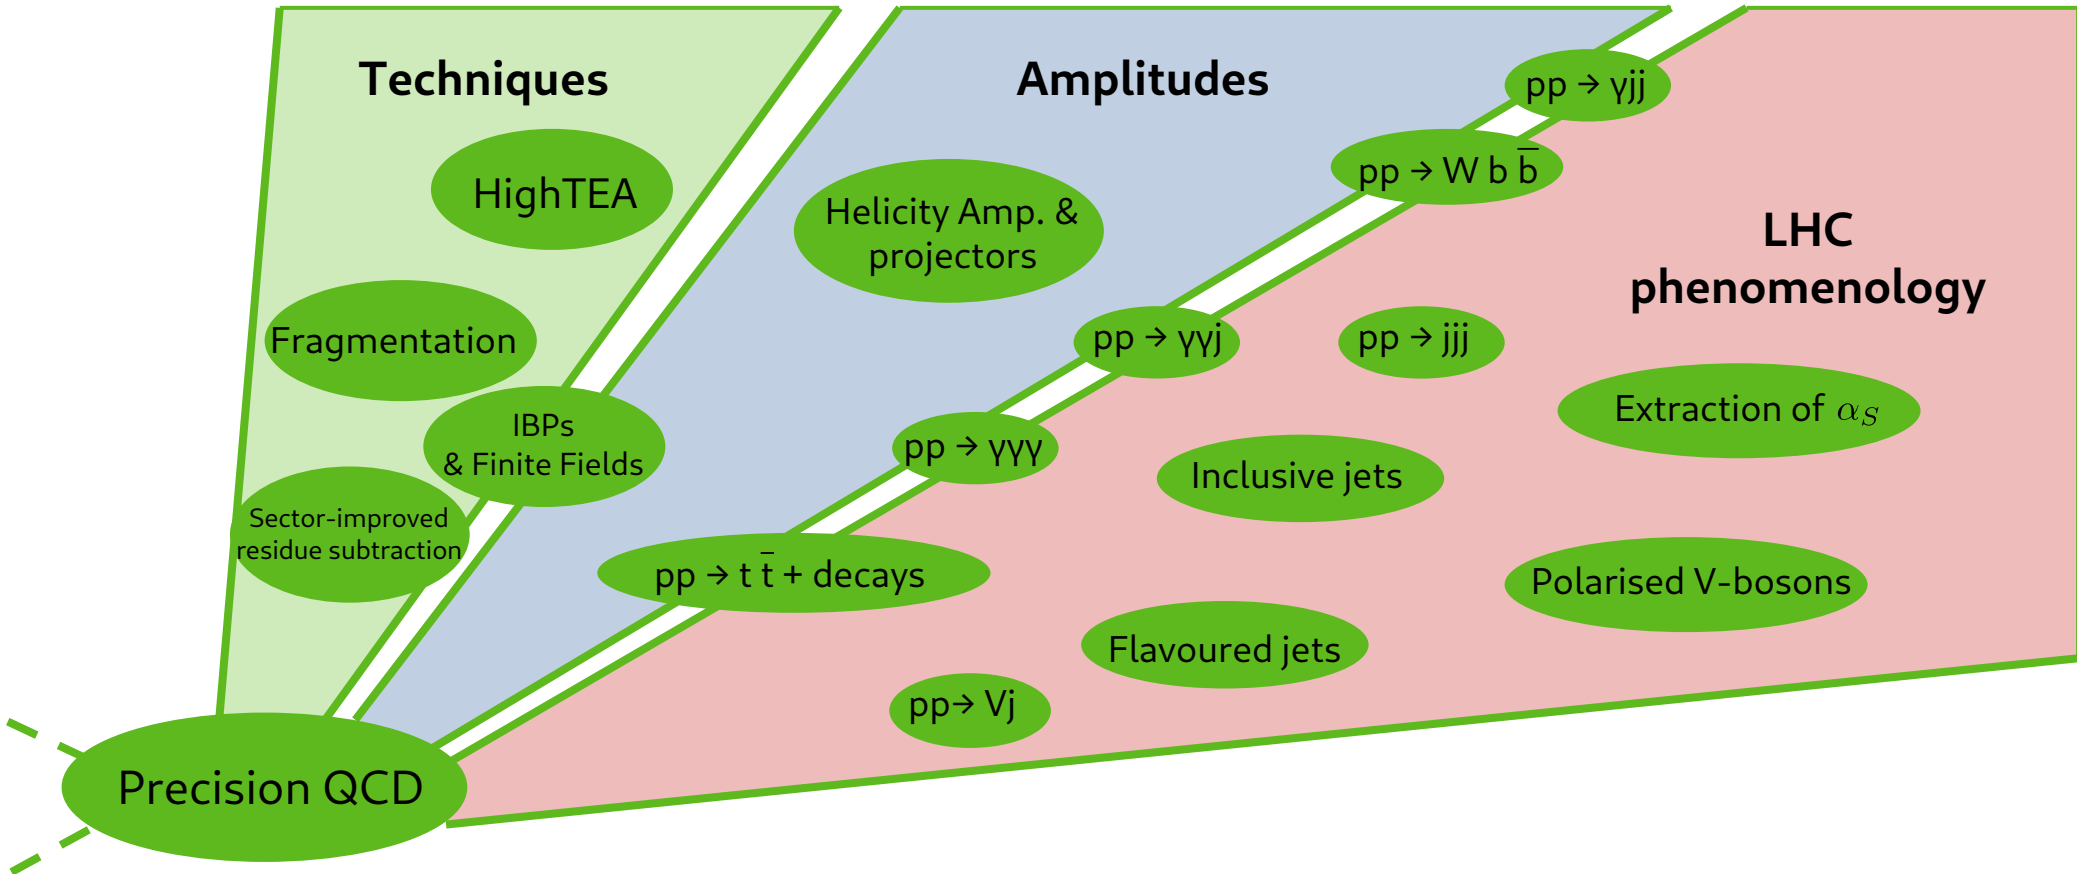 Techniques
HighTEA
Fragmentation
IBPs
& Finite Fields
Sector-improved
residue subtraction
Amplitudes
Helicity Amp. &
projectors
pp → γjj
pp → W b b̅
pp → γγj
pp → γγγ
pp → t t̅ + decays
LHC
phenomenology
pp → jjj
Extraction of αS
Inclusive jets
Polarised V-bosons
Flavoured jets
pp→ Vj
Precision QCD